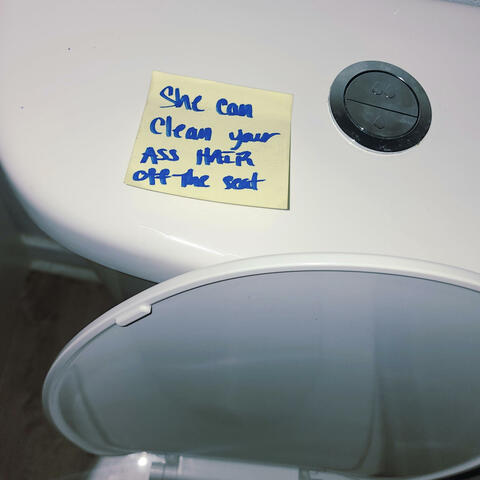 She can
Clean your
ASS HAIR
off the seat